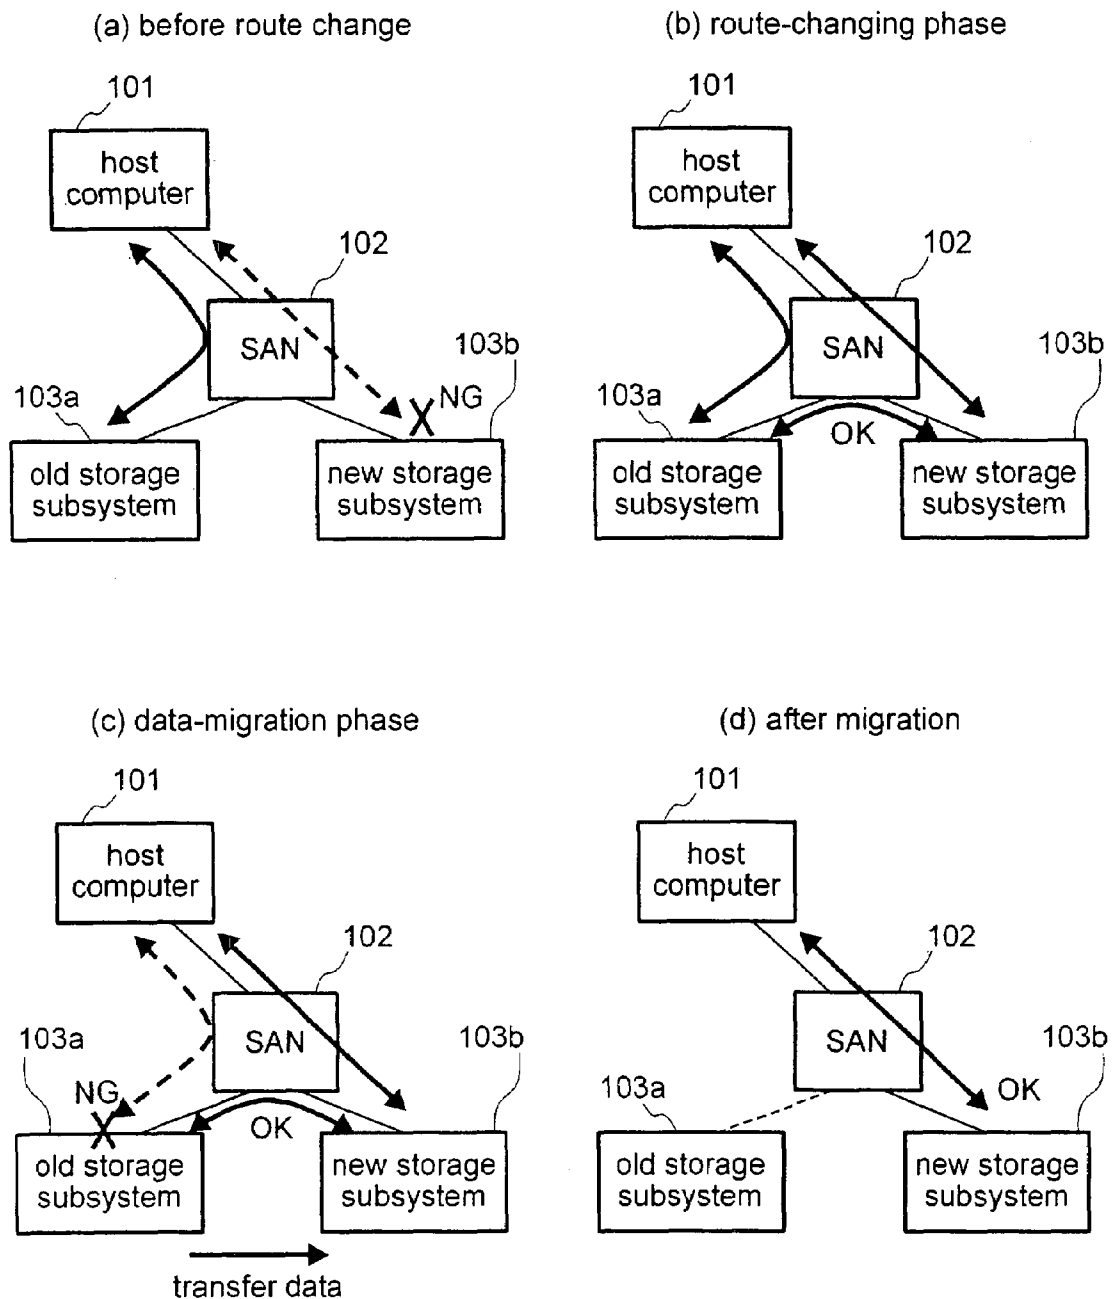 (a) before route change
101
host
computer
102
SAN
103b
103a
NG
old storage
subsystem
new storage
subsystem
(b) route-changing phase
101
host
computer
102
SAN
103b
103a
OK
old storage
subsystem
new storage
subsystem
(c) data-migration phase
101
host
computer
102
SAN
103a
103b
NG
OK
old storage
subsystem
new storage
subsystem
transfer data
(d) after migration
101
host
computer
102
SAN
103b
103a
OK
old storage
subsystem
new storage
subsystem